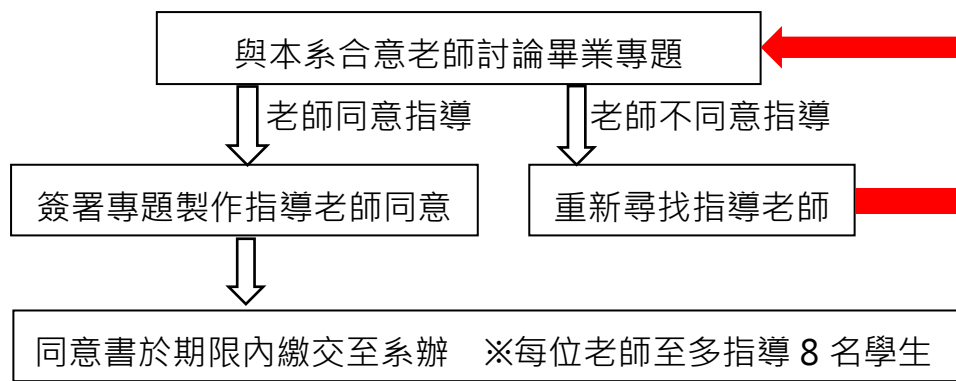 與本系合意老師討論畢業專題
老師同意指導
老師不同意指導
簽署專題製作指導老師同意
重新尋找指導老師
同意書於期限內繳交至系辦 ※每位老師至多指導 8 名學生